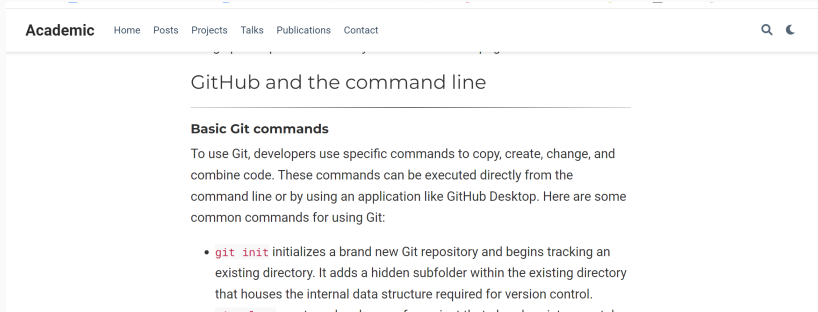 Academic
Home Posts Projects Talks Publications Contact
GitHub and the command line
Basic Git commands
To use Git, developers use specific commands to copy, create, change, and
combine code. These commands can be executed directly from the
command line or by using an application like GitHub Desktop. Here are some
common commands for using Git:
• git init initializes a brand new Git repository and begins tracking an
existing directory. It adds a hidden subfolder within the existing directory
that houses the internal data structure required for version control.